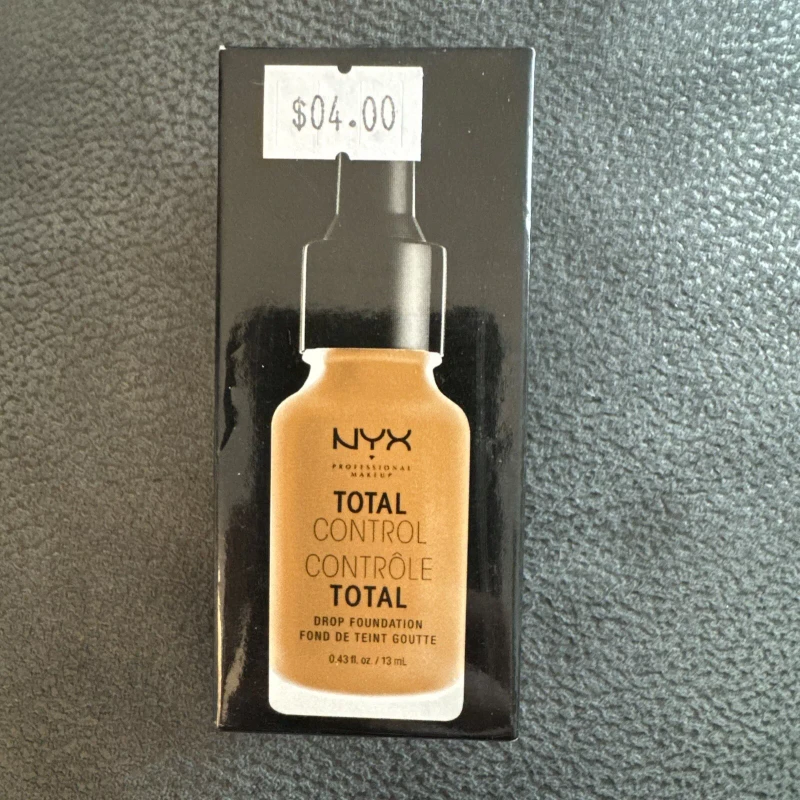 $04.00
NYX
PROFESSIONAL
MAKEUP
TOTAL
CONTROL
CONTRÔLE
TOTAL
DROP FOUNDATION
FOND DE TEINT GOUTTE
0.43 fl. oz. / 13 mL